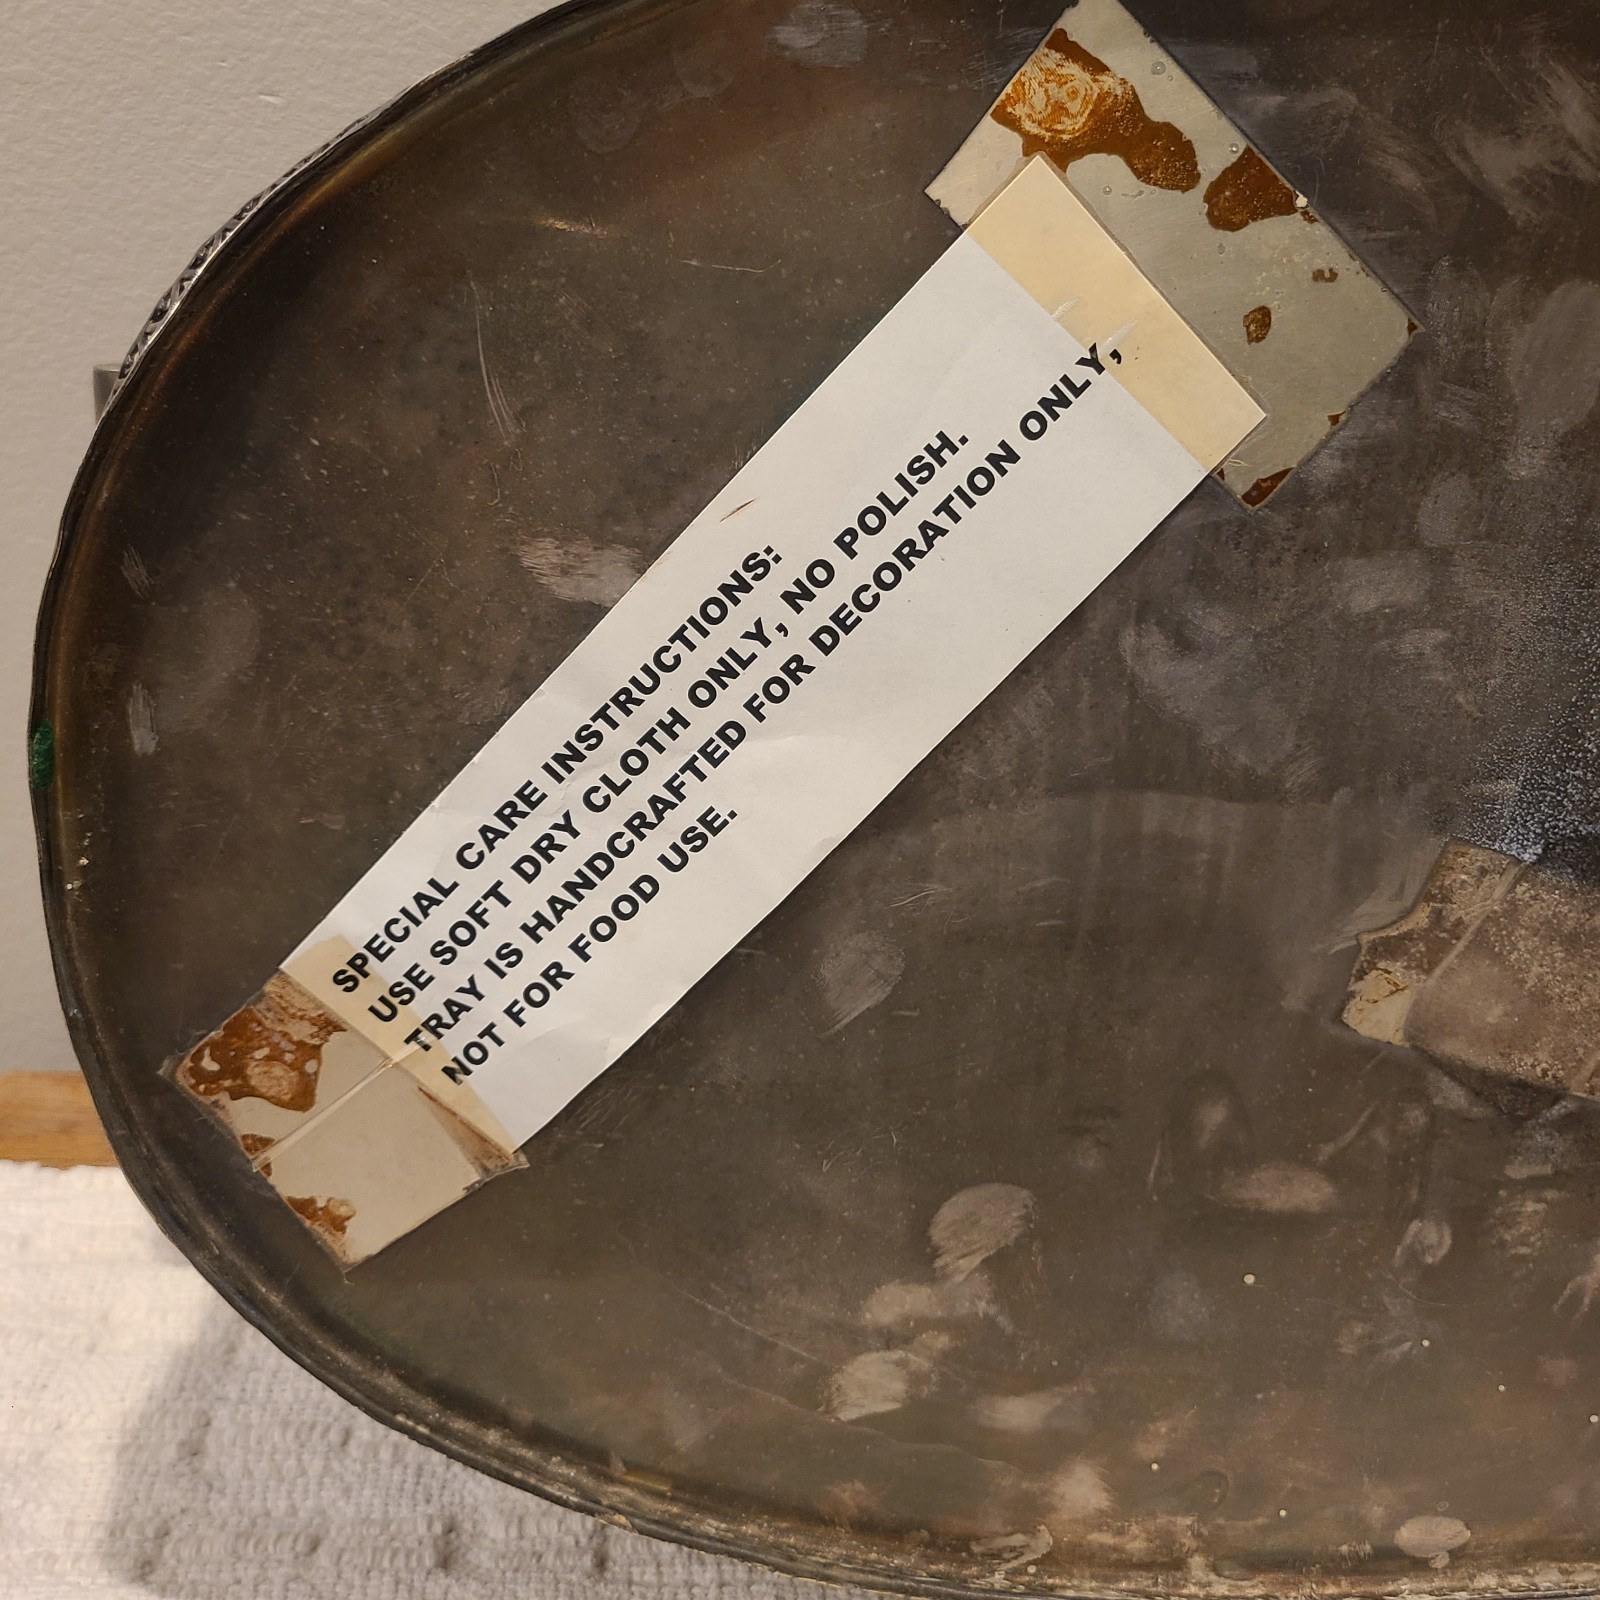 SPECIAL CARE INSTRUCTIONS:
USE SOFT DRY CLOTH ONLY, NO POLISH.
TRAY IS HANDCRAFTED FOR DECORATION ONLY,
NOT FOR FOOD USE.